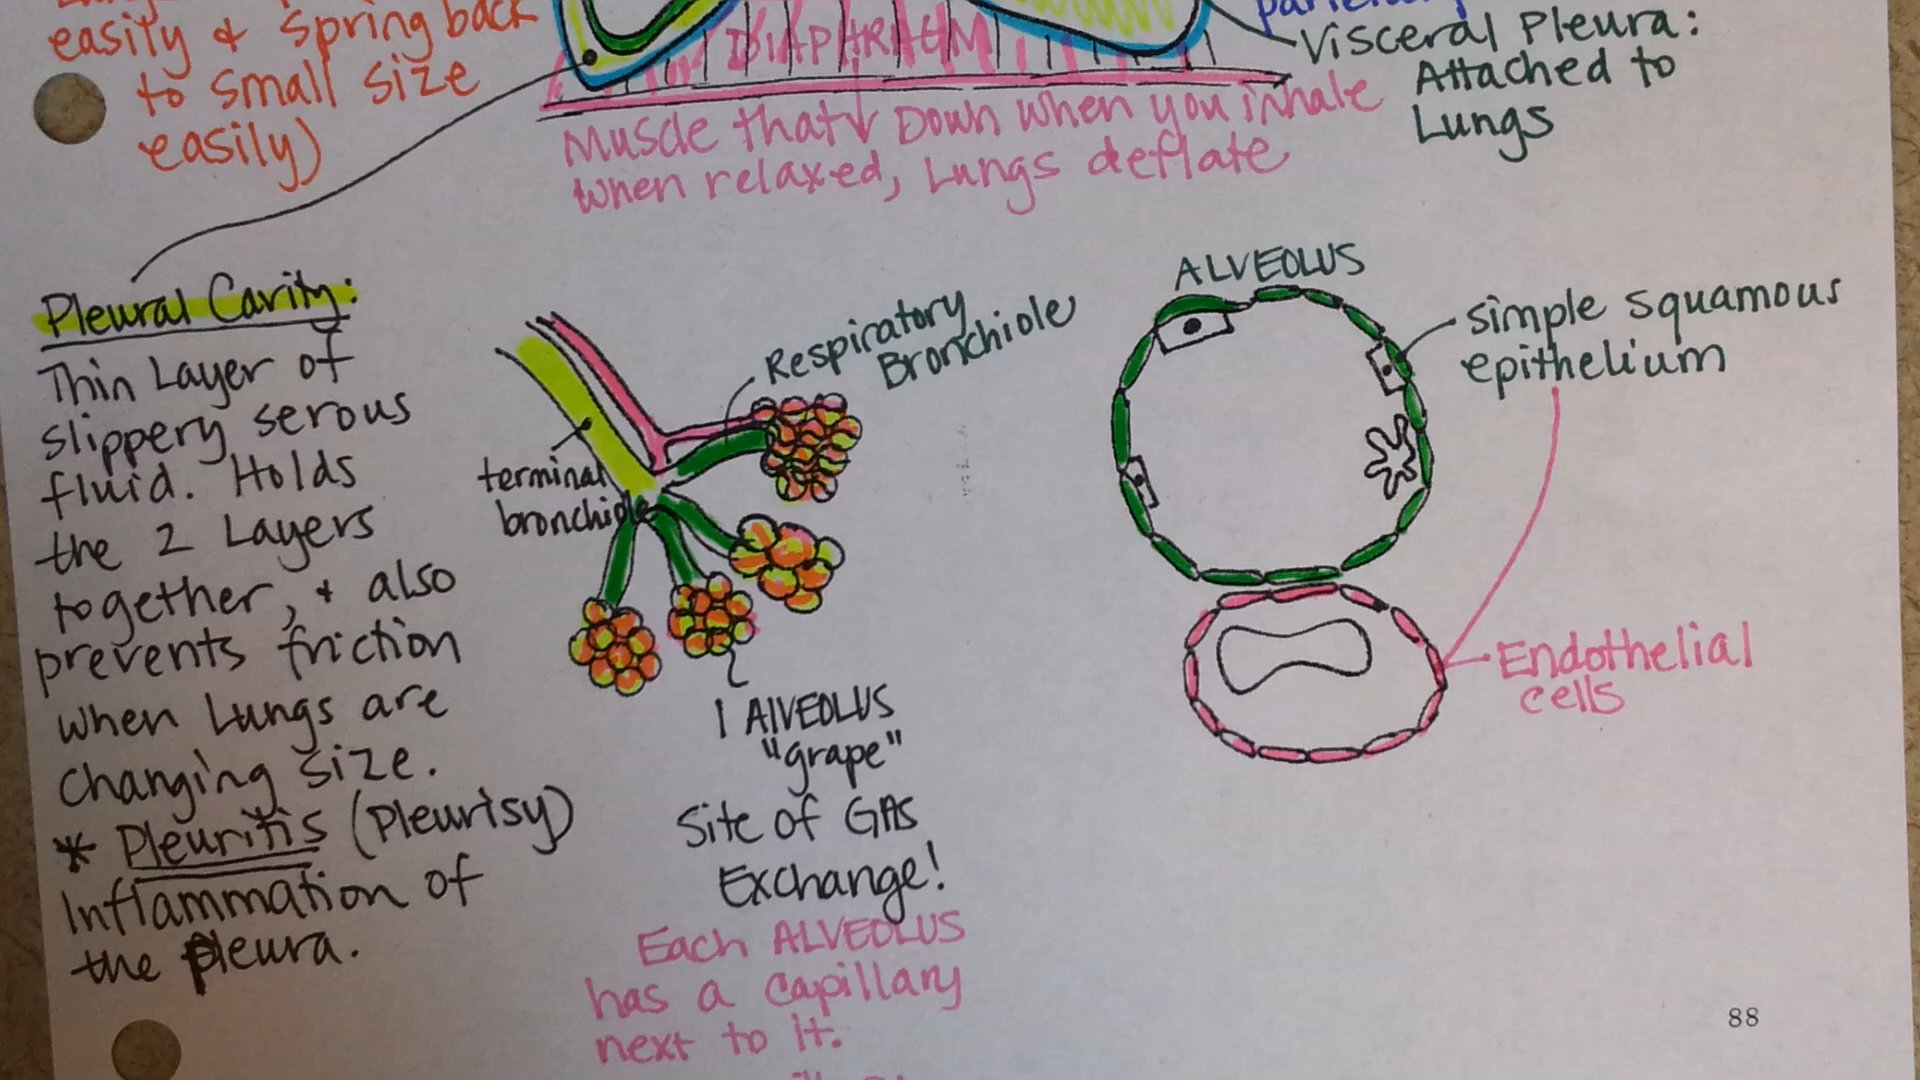 easily & spring back
to small size
easily)
DIAPHRAGM
Muscle that ↓ Down when you inhale
when relaxed, Lungs deflate
Visceral Pleura:
Attached to
Lungs
Pleural Cavity:
Thin Layer of
slippery serous
fluid. Holds
the 2 Layers
together, & also
prevents friction
when Lungs are
changing size.
* Pleuritis (Pleurisy)
Inflammation of
the pleura.
Respiratory
Bronchiole
terminal
bronchiole
1 AlVEOLUS
"grape"
Site of GAS
Exchange!
Each ALVEOLUS
has a capillary
next to it.
ALVEOLUS
simple squamous
epithelium
Endothelial
cells
88